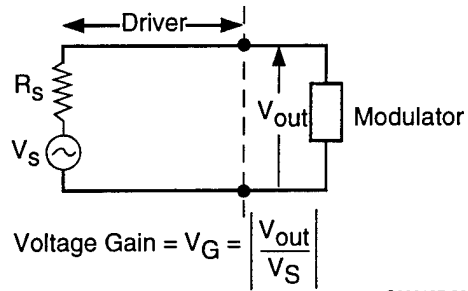 Driver
R_S
V_S
V_out
Modulator
Voltage Gain = V_G = |V_out / V_S|